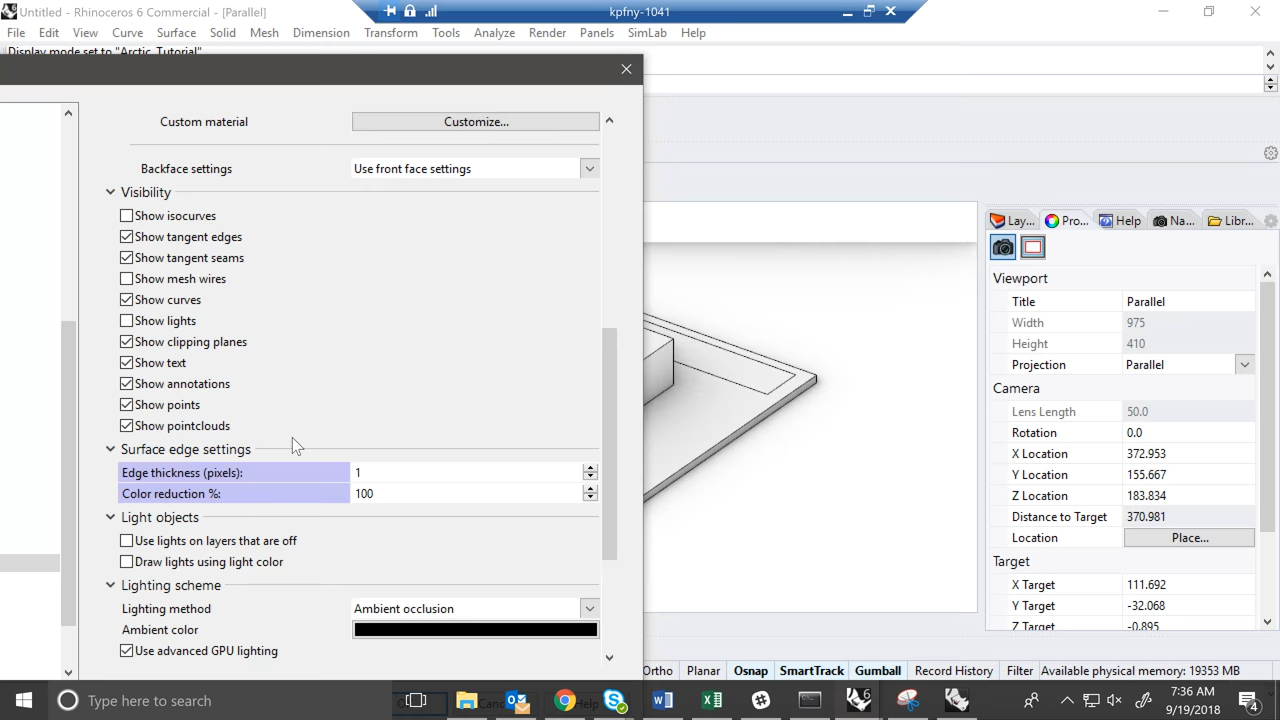 Untitled - Rhinoceros 6 Commercial - [Parallel]
kpfny-1041
File Edit View Curve Surface Solid Mesh Dimension Transform Tools Analyze Render Panels SimLab Help
Display mode set to "Arctic_Tutorial".
Custom material
Customize...
Backface settings
Use front face settings
Visibility
Show isocurves
Show tangent edges
Show tangent seams
Show mesh wires
Show curves
Show lights
Show clipping planes
Show text
Show annotations
Show points
Show pointclouds
Surface edge settings
Edge thickness (pixels): 1
Color reduction %: 100
Light objects
Use lights on layers that are off
Draw lights using light color
Lighting scheme
Lighting method Ambient occlusion
Ambient color
Use advanced GPU lighting
Lay... Pro... Help Na... Libr...
Viewport
Title Parallel
Width 975
Height 410
Projection Parallel
Camera
Lens Length 50.0
Rotation 0.0
X Location 372.953
Y Location 155.667
Z Location 183.834
Distance to Target 370.981
Location Place...
Target
X Target 111.692
Y Target -32.068
Z Target -0.895
Ortho Planar Osnap SmartTrack Gumball Record History Filter Available physical memory: 19353 MB
Type here to search
Help
7:36 AM
9/19/2018
4